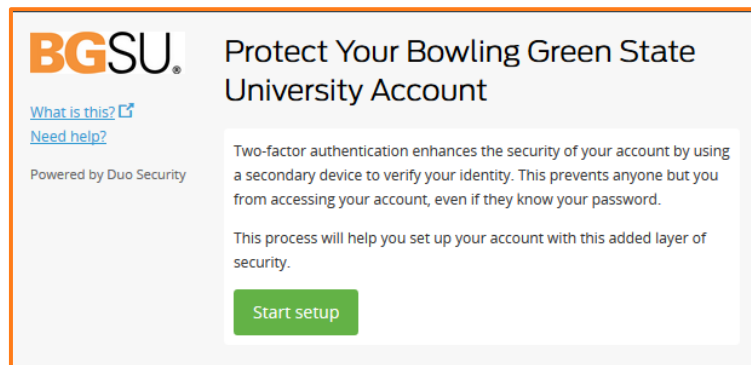 BGSU®
What is this?
Need help?
Powered by Duo Security
Protect Your Bowling Green State
University Account
Two-factor authentication enhances the security of your account by using
a secondary device to verify your identity. This prevents anyone but you
from accessing your account, even if they know your password.
This process will help you set up your account with this added layer of
security.
Start setup